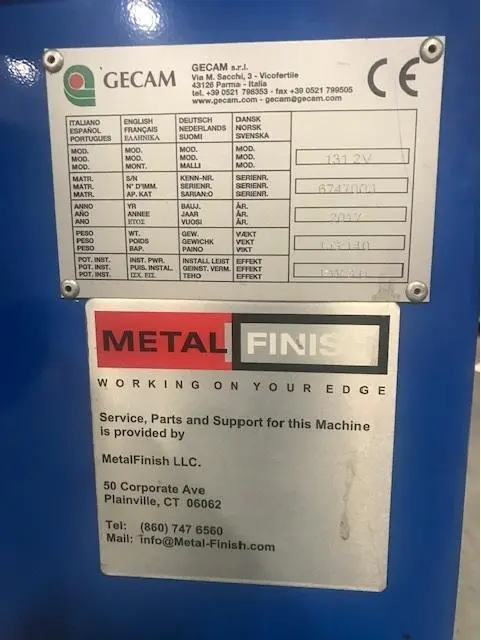 GECAM
GECAM s.r.l.
Via M. Sacchi, 3 - Vicofertile
43126 Parma - Italia
tel. +39 0521 798353 - fax +39 0521 799505
www.gecam.com - gecam@gecam.com
CE
ITALIANO ENGLISH DEUTSCH DANSK
ESPAÑOL FRANÇAIS NEDERLANDS NORSK
PORTUGUES ΕΛΛΗΝΙΚΑ SUOMI SVENSKA
MOD. MOD. MOD. MOD.
MOD. MOD. MOD. MOD.
MOD. MONT. MALLI MOD.
131.2V
MATR. S/N KENN-NR. SERIENR.
MATR. N° D'IMM. SERIENR. SERIENR.
MATR. AP. KAT SARJAN:O SERIENR.
ANNO YR BAUJ. ÅR.
AÑO ANNEE JAAR ÅR.
ANO ΕΤΟΣ VUOSI ÅR.
2017
PESO WT. GEW. VÆKT
PESO POIDS GEWICHK VEKT
PESO BAP. PAINO VIKT
POT. INST. INST. PWR. INSTALL LEIST EFFEKT
POT. INST. PUIS. INSTAL. GEINST. VERM. EFFEKT
POT. INST. ΙΣΧ. ΕΓΣ. TEHO EFFEKT
METAL FINISH
WORKING ON YOUR EDGE
Service, Parts and Support for this Machine
is provided by
MetalFinish LLC.
50 Corporate Ave
Plainville, CT 06062
Tel: (860) 747 6560
Mail: info@Metal-Finish.com